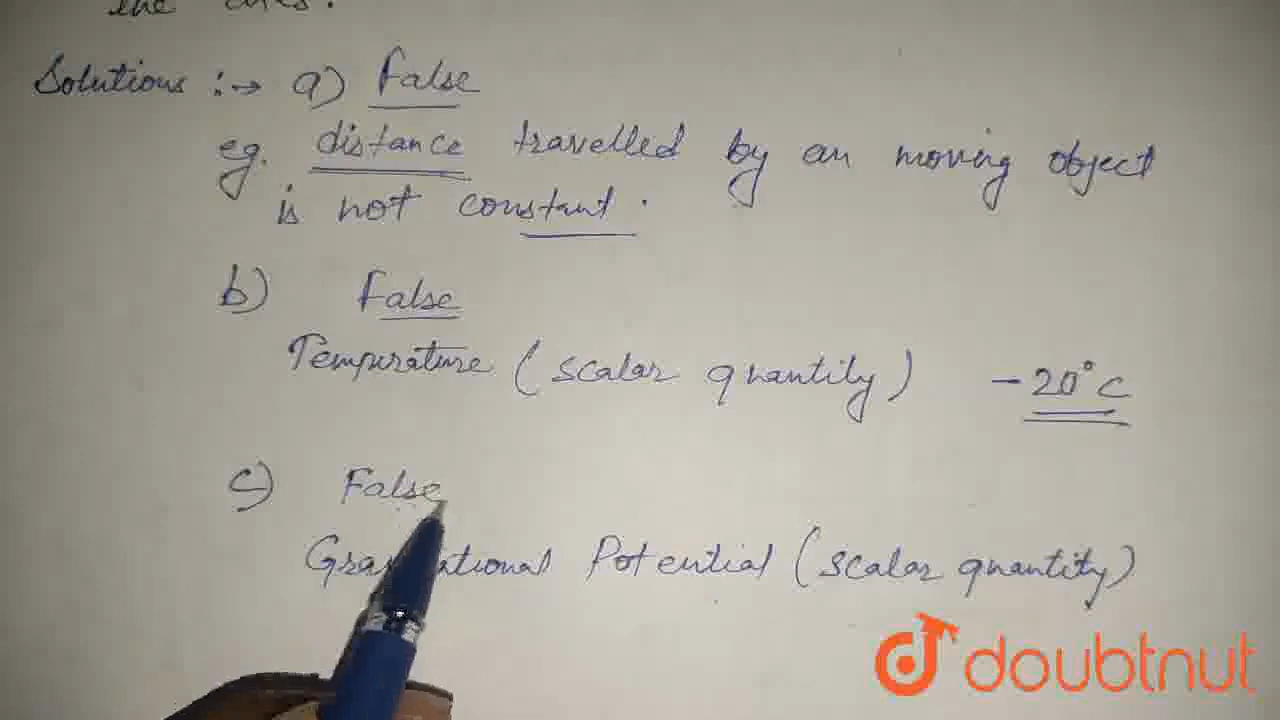 the
Solutions :→ a) False
eg. distance travelled by an moving object
is not constant.
b) False
Temperature (scalar quantity) -20°C
c) False
Potential (scalar quantity)
doubtnut